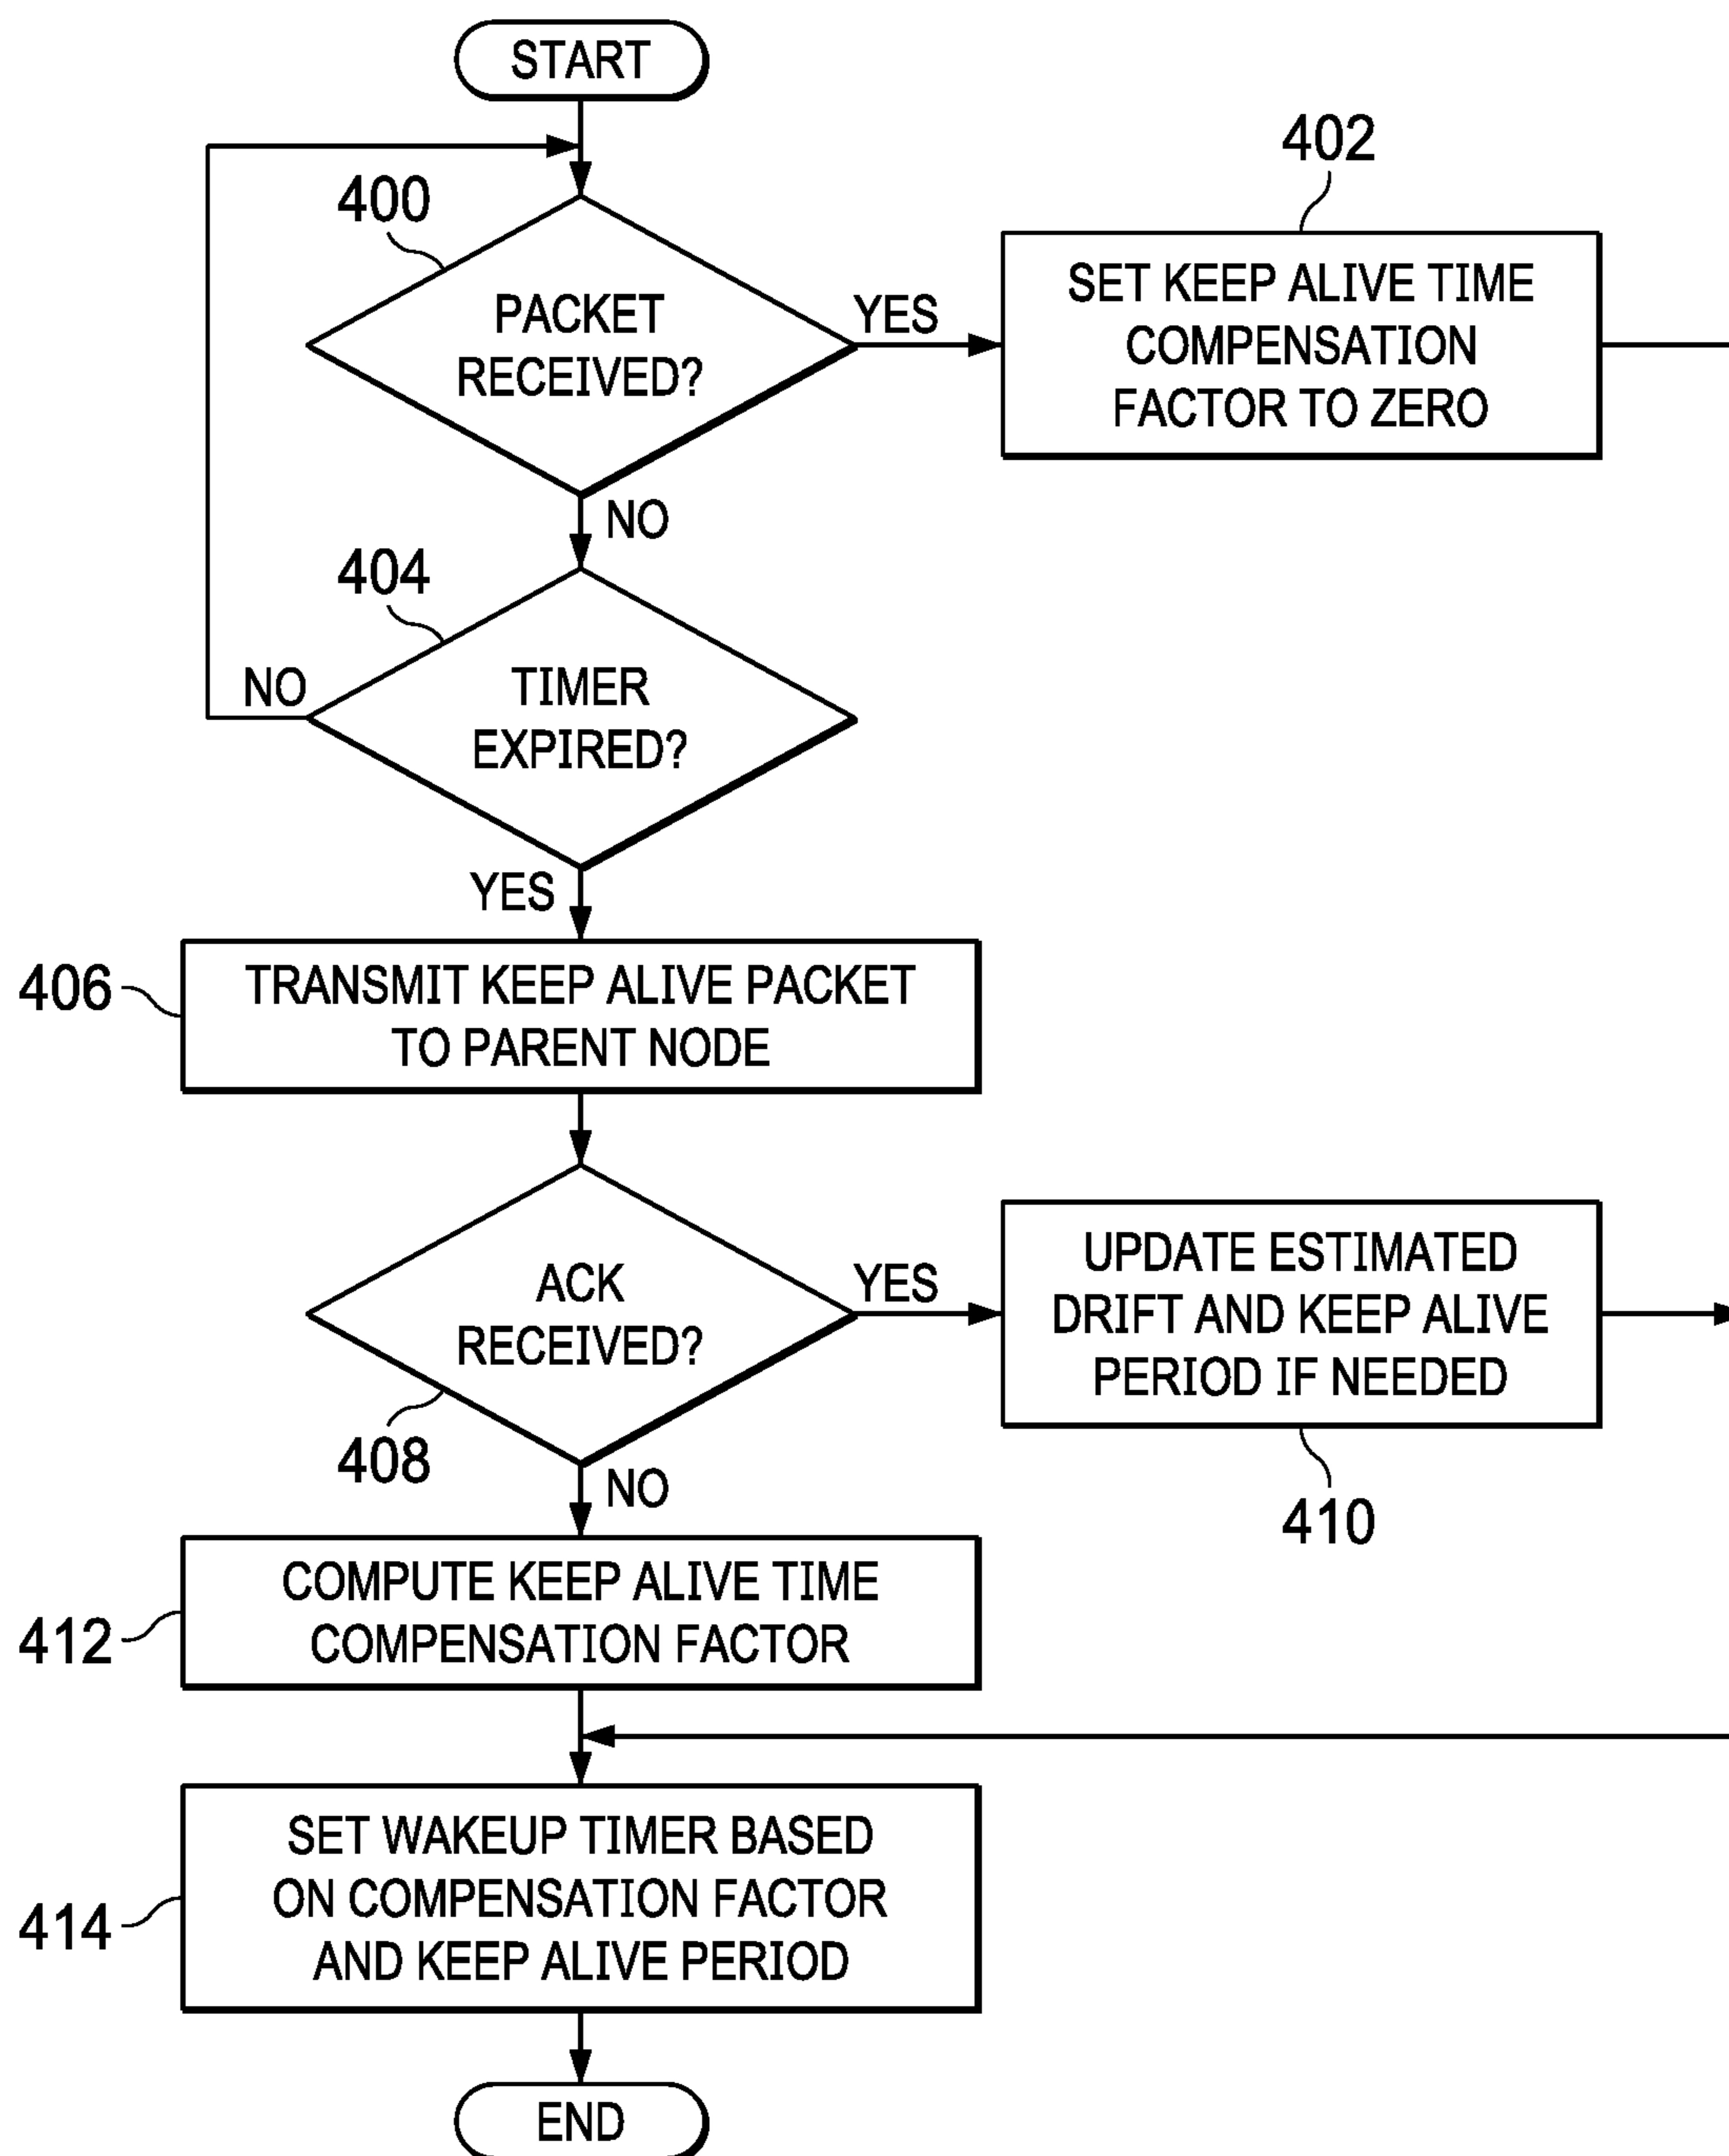 START
400
PACKET
RECEIVED?
YES
402
SET KEEP ALIVE TIME
COMPENSATION
FACTOR TO ZERO
NO
404
TIMER
EXPIRED?
NO
YES
406
TRANSMIT KEEP ALIVE PACKET
TO PARENT NODE
408
ACK
RECEIVED?
YES
UPDATE ESTIMATED
DRIFT AND KEEP ALIVE
PERIOD IF NEEDED
410
NO
412
COMPUTE KEEP ALIVE TIME
COMPENSATION FACTOR
414
SET WAKEUP TIMER BASED
ON COMPENSATION FACTOR
AND KEEP ALIVE PERIOD
END